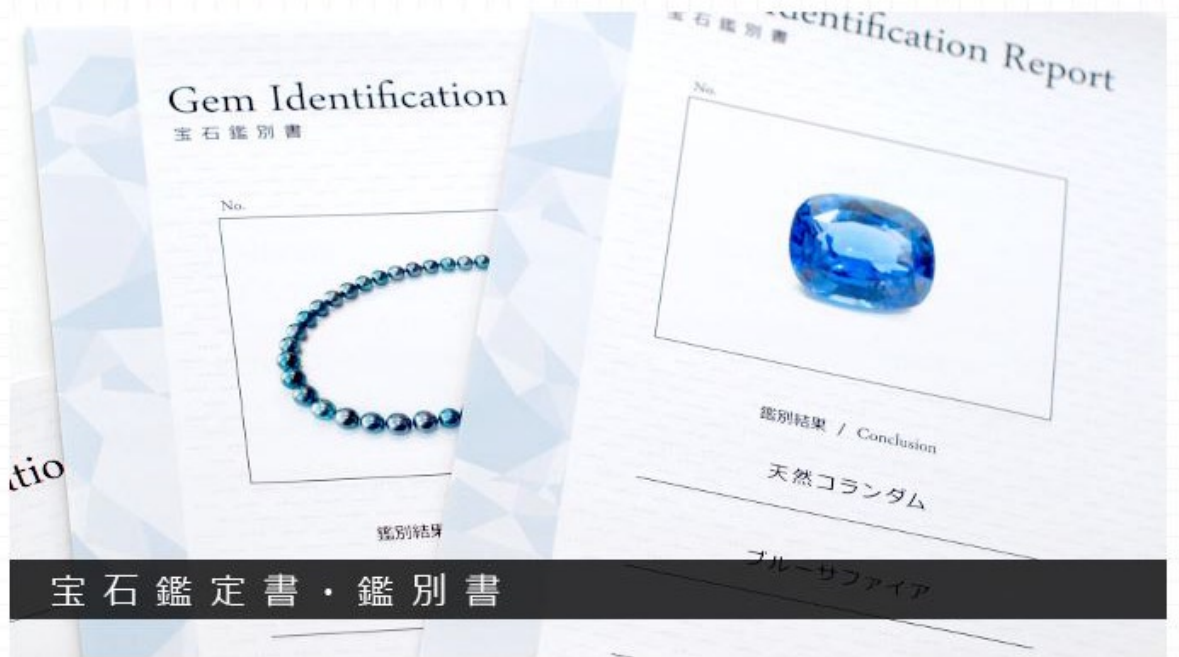 Gem Identification
宝石鑑別書
No.
鑑別結果
tio
Identification Report
宝石鑑別書
No.
鑑別結果 / Conclusion
天然コランダム
ブルーサファイア
宝石鑑定書・鑑別書